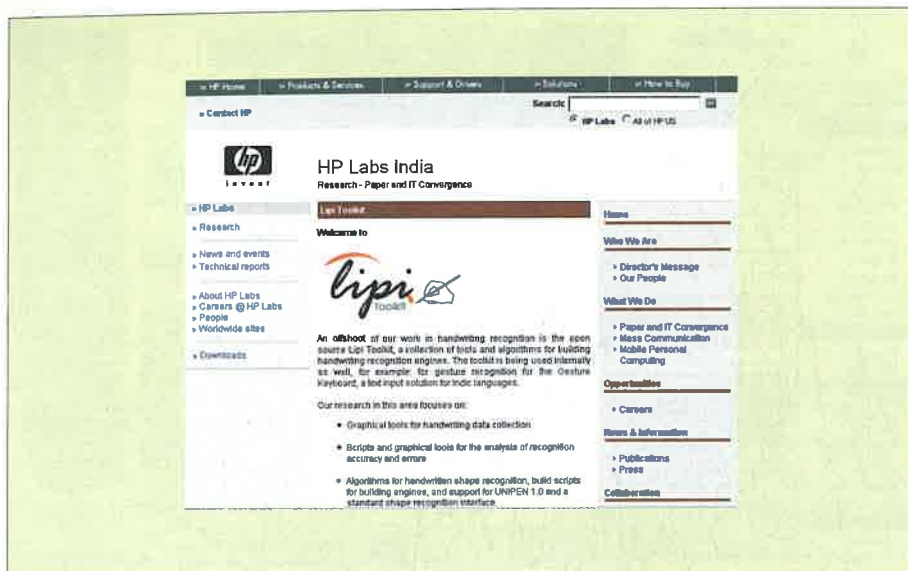 » HP Home » Products & Services » Support & Drivers » Solutions » How to Buy
» Contact HP
Search:
HP Labs All of HP US
hp
invent
HP Labs India
Research - Paper and IT Convergence
» HP Labs
» Research
» News and events
» Technical reports
» About HP Labs
» Careers @ HP Labs
» People
» Worldwide sites
» Downloads
Lipi Toolkit
Welcome to
lipi
Toolkit
An offshoot of our work in handwriting recognition is the open
source Lipi Toolkit, a collection of tools and algorithms for building
handwriting recognition engines. The toolkit is being used internally
as well, for example: for gesture recognition for the Gesture
Keyboard, a text input solution for Indic languages.
Our research in this area focuses on:
• Graphical tools for handwriting data collection
• Scripts and graphical tools for the analysis of recognition
accuracy and errors
• Algorithms for handwritten shape recognition, build scripts
for building engines, and support for UNIPEN 1.0 and a
standard shape recognition interface.
Home
Who We Are
› Director's Message
› Our People
What We Do
› Paper and IT Convergence
› Mass Communication
› Mobile Personal
Computing
Opportunities
› Careers
News & Information
› Publications
› Press
Collaboration